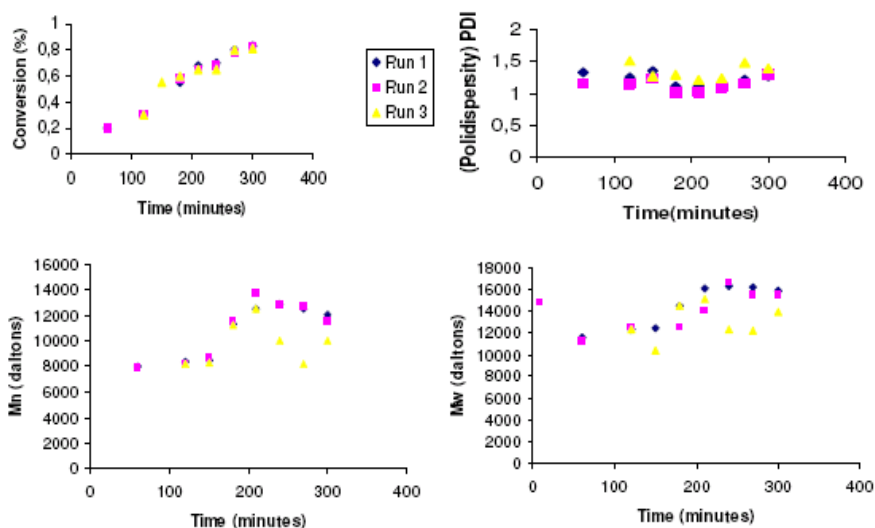 Conversion (%)
1
0,8
0,6
0,4
0,2
0
0 100 200 300 400
Time (minutes)
Run 1
Run 2
Run 3
(Polidispersity) PDI
2
1,5
1
0,5
0
0 100 200 300 400
Time(minutes)
Mn (daltons)
16000
14000
12000
10000
8000
6000
4000
2000
0
0 100 200 300 400
Time (minutes)
Mw (daltons)
18000
16000
14000
12000
10000
8000
6000
4000
2000
0
0 100 200 300 400
Time (minutes)